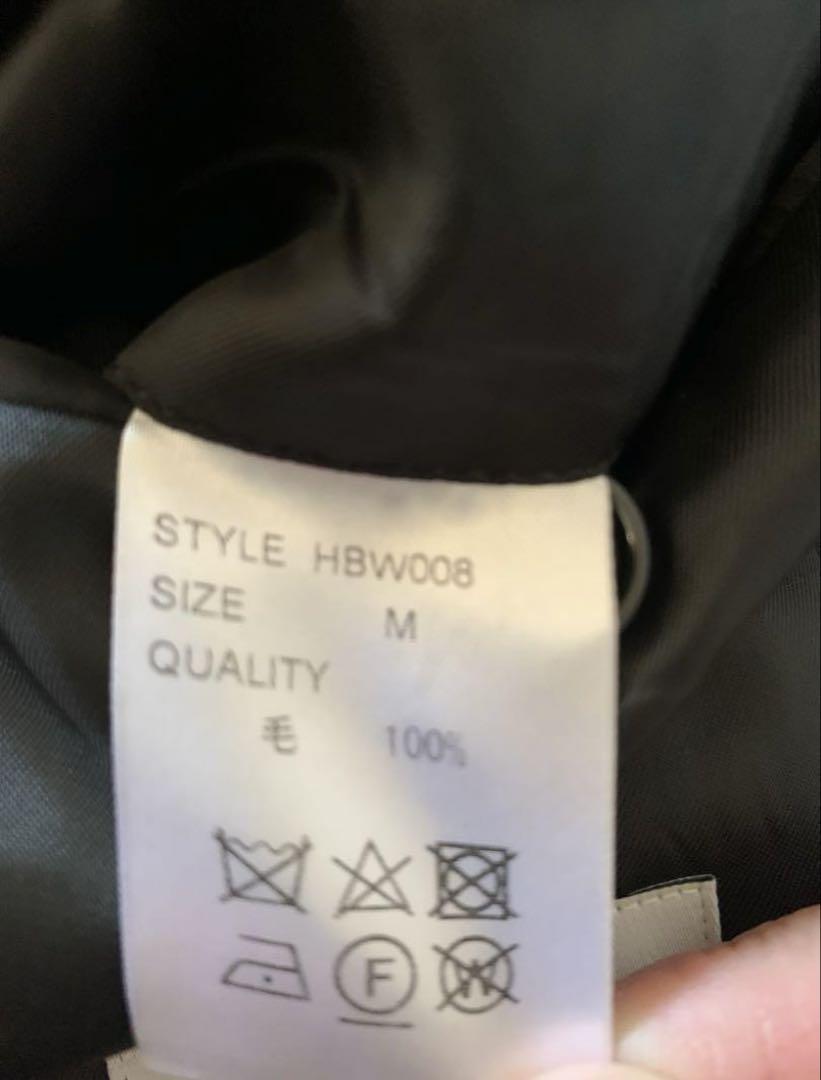 STYLE HBW008
SIZE M
QUALITY
毛 100%
F
W